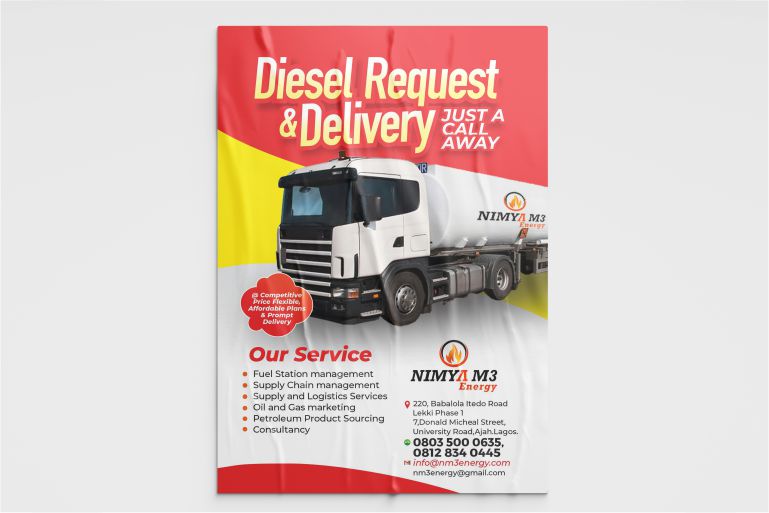 Diesel Request
& Delivery
JUST A
CALL
AWAY
NIMYA M3
Energy
@ Competitive
Price Flexible,
Affordable Plans
& Prompt
Delivery
Our Service
Fuel Station management
Supply Chain management
Supply and Logistics Services
Oil and Gas marketing
Petroleum Product Sourcing
Consultancy
NIMYA M3
Energy
220, Babalola Itedo Road
Lekki Phase 1
7,Donald Micheal Street,
University Road,Ajah.Lagos.
0803 500 0635,
0812 834 0445
info@nm3energy.com
nm3energy@gmail.com